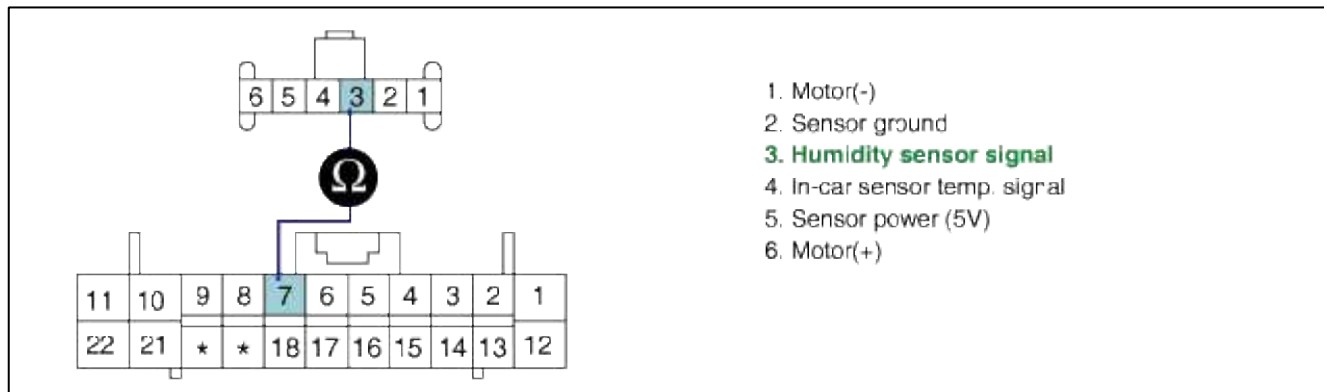 6 5 4 3 2 1
Ω
11 10 9 8 7 6 5 4 3 2 1
22 21 * * 18 17 16 15 14 13 12
1. Motor(-)
2. Sensor ground
3. Humidity sensor signal
4. In-car sensor temp. signal
5. Sensor power (5V)
6. Motor(+)